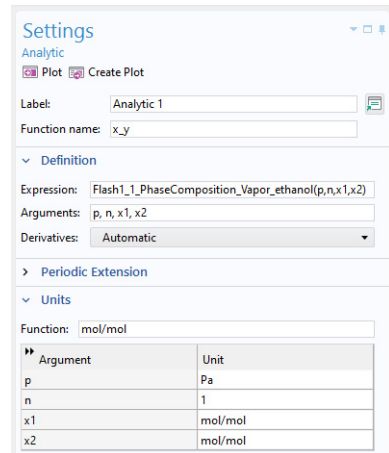 Settings
Analytic
Plot Create Plot
Label: Analytic 1
Function name: x_y
Definition
Expression: Flash1_1_PhaseComposition_Vapor_ethanol(p,n,x1,x2)
Arguments: p, n, x1, x2
Derivatives: Automatic
Periodic Extension
Units
Function: mol/mol
Argument Unit
p Pa
n 1
x1 mol/mol
x2 mol/mol